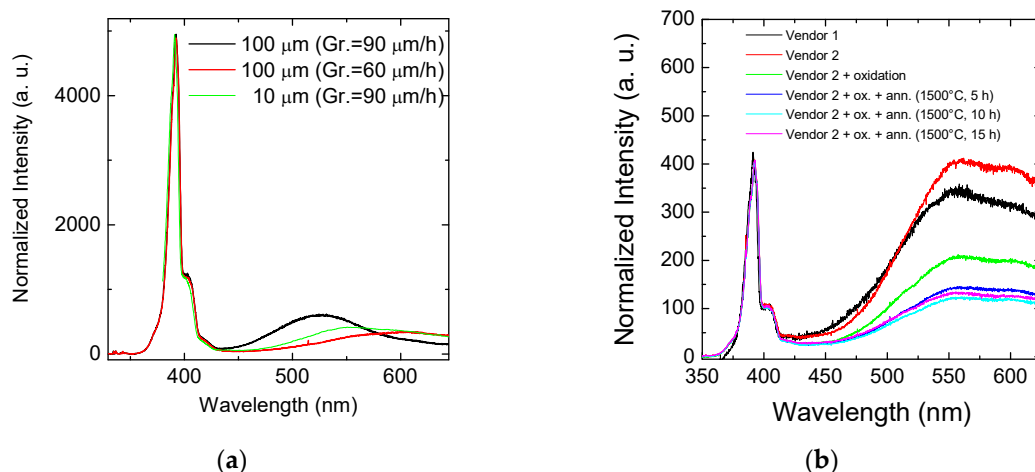 Normalized Intensity (a. u.)
4000
2000
0
400
500
600
Wavelength (nm)
100 μm (Gr.=90 μm/h)
100 μm (Gr.=60 μm/h)
10 μm (Gr.=90 μm/h)
(a)
Normalized Intensity (a. u.)
700
600
500
400
300
200
100
0
350
400
450
500
550
600
Wavelength (nm)
Vendor 1
Vendor 2
Vendor 2 + oxidation
Vendor 2 + ox. + ann. (1500°C, 5 h)
Vendor 2 + ox. + ann. (1500°C, 10 h)
Vendor 2 + ox. + ann. (1500°C, 15 h)
(b)